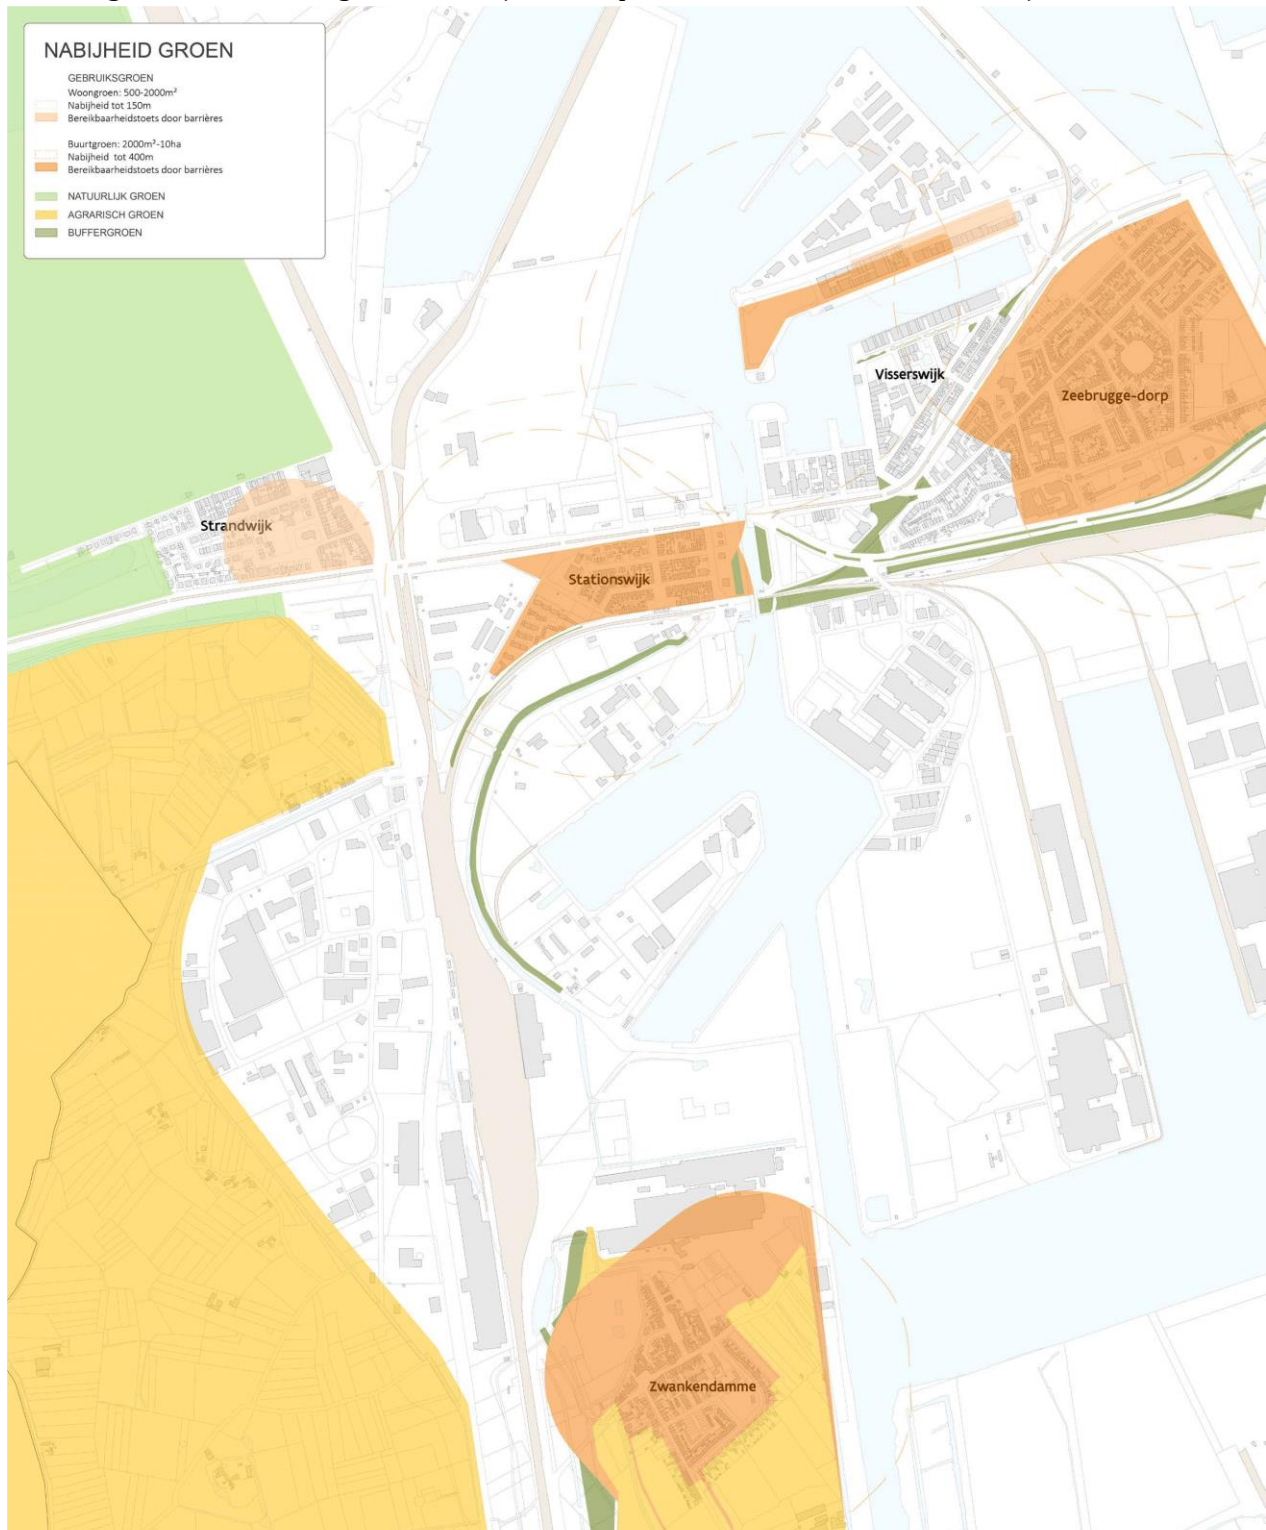 NABIJHEID GROEN
GEBRUIKSGROEN
Woongroen: 500-2000m²
Nabijheid tot 150m
Bereikbaarheidstoets door barrières
Buurtgroen: 2000m²-10ha
Nabijheid tot 400m
Bereikbaarheidstoets door barrières
NATUURLIJK GROEN
AGRARISCH GROEN
BUFFERGROEN
Visserswijk
Zeebrugge-dorp
Strandwijk
Stationswijk
Zwankendamme